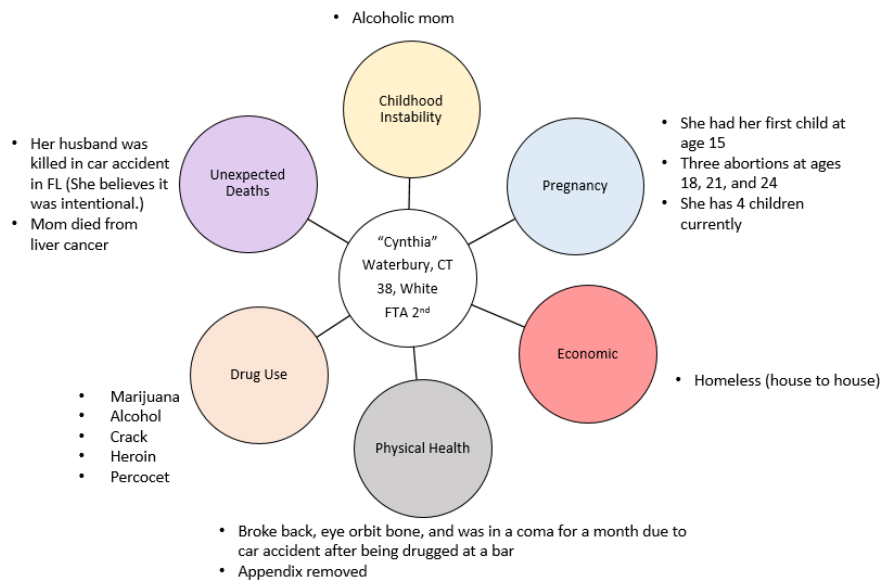 • Alcoholic mom
Childhood
Instability
• Her husband was
killed in car accident
in FL (She believes it
was intentional.)
• Mom died from
liver cancer
Unexpected
Deaths
Pregnancy
• She had her first child at
age 15
• Three abortions at ages
18, 21, and 24
• She has 4 children
currently
“Cynthia”
Waterbury, CT
38, White
FTA 2nd
Drug Use
• Marijuana
• Alcohol
• Crack
• Heroin
• Percocet
Economic
• Homeless (house to house)
Physical Health
• Broke back, eye orbit bone, and was in a coma for a month due to
car accident after being drugged at a bar
• Appendix removed